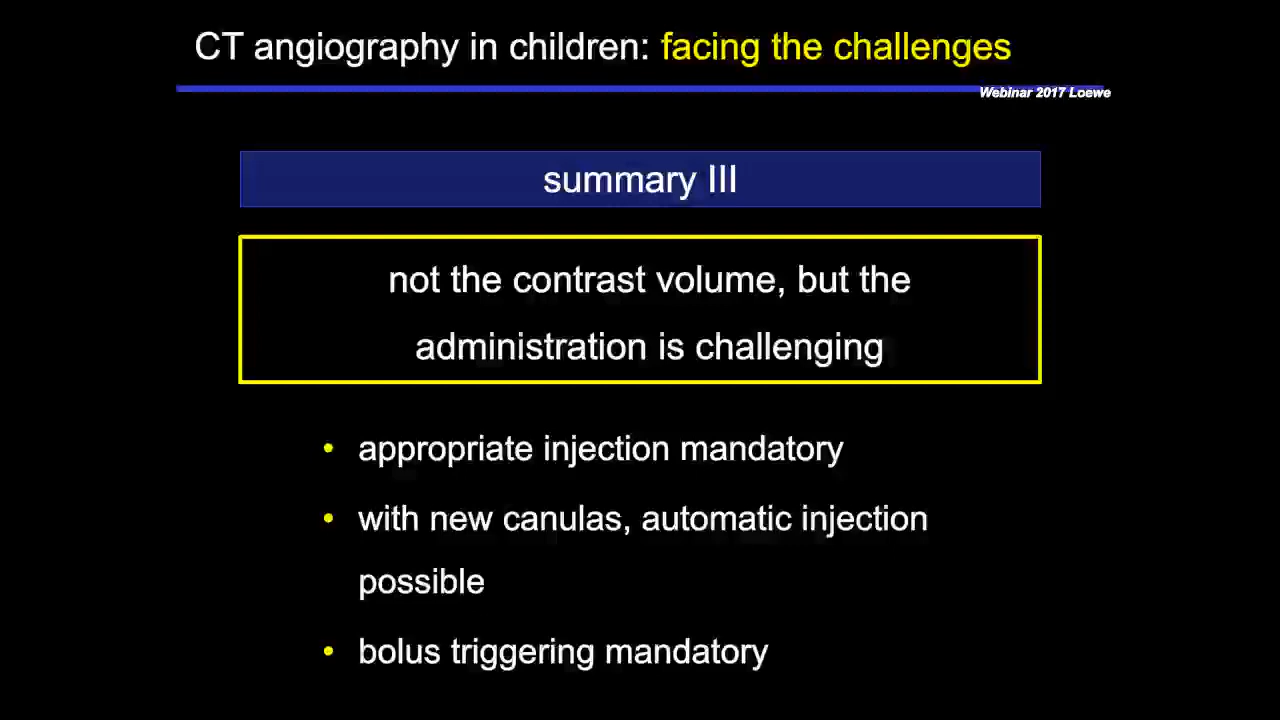 CT angiography in children: facing the challenges
Webinar 2017 Loewe
summary III
not the contrast volume, but the
administration is challenging
• appropriate injection mandatory
• with new canulas, automatic injection
possible
• bolus triggering mandatory